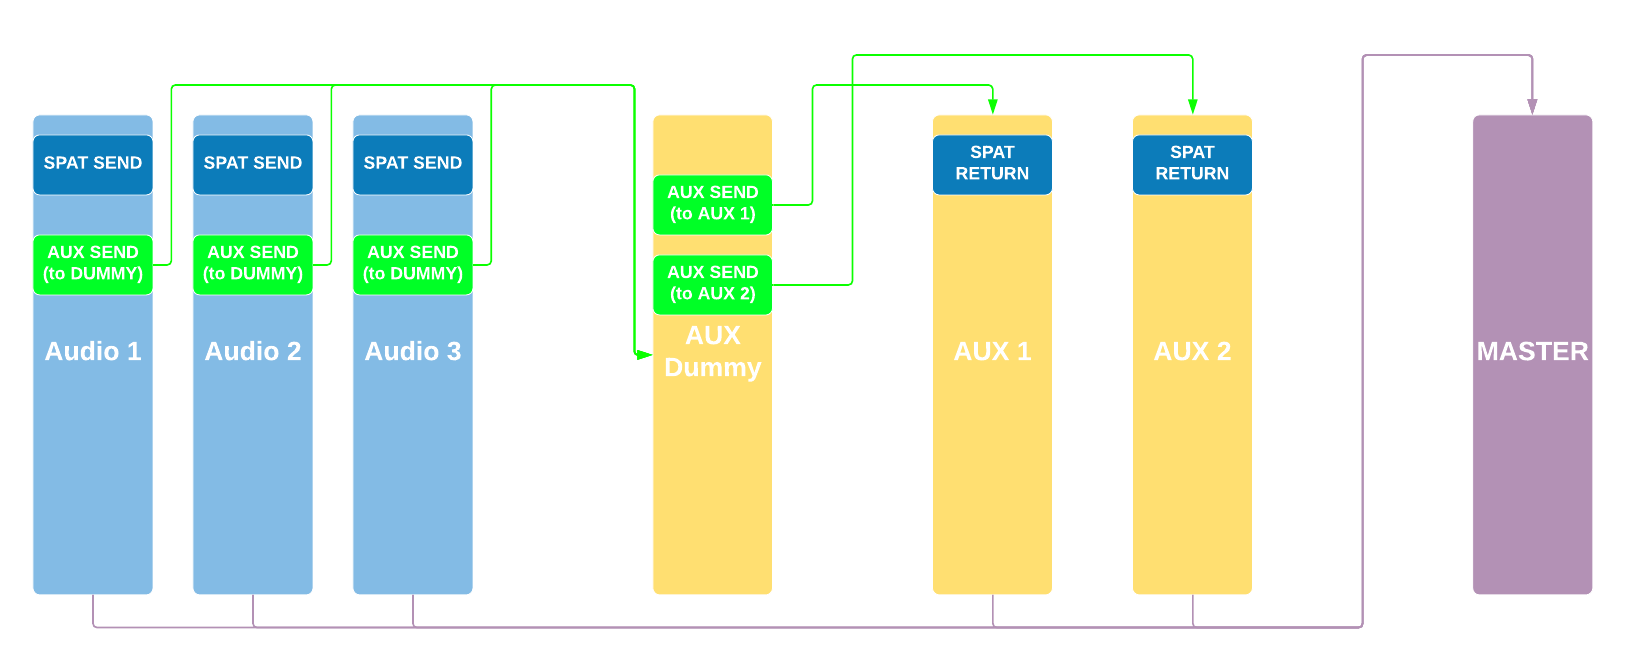 SPAT SEND
AUX SEND
(to DUMMY)
Audio 1
SPAT SEND
AUX SEND
(to DUMMY)
Audio 2
SPAT SEND
AUX SEND
(to DUMMY)
Audio 3
AUX SEND
(to AUX 1)
AUX SEND
(to AUX 2)
AUX
Dummy
SPAT
RETURN
AUX 1
SPAT
RETURN
AUX 2
MASTER